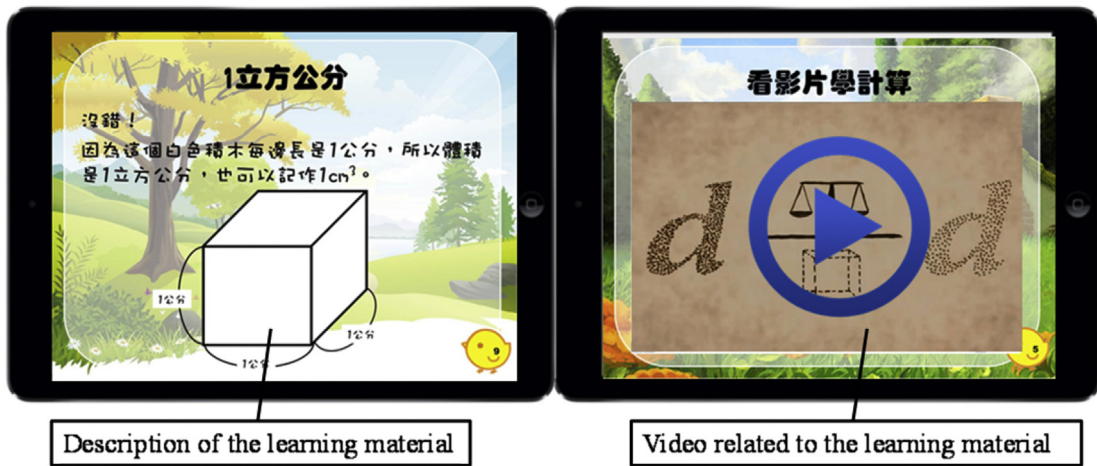 1立方公分
沒錯！
因為這個白色積木每邊長是1公分，所以體積
是1立方公分，也可以記作1cm³。
1公分
1公分
1公分
9
Description of the learning material
看影片學計算
d
d
5
Video related to the learning material